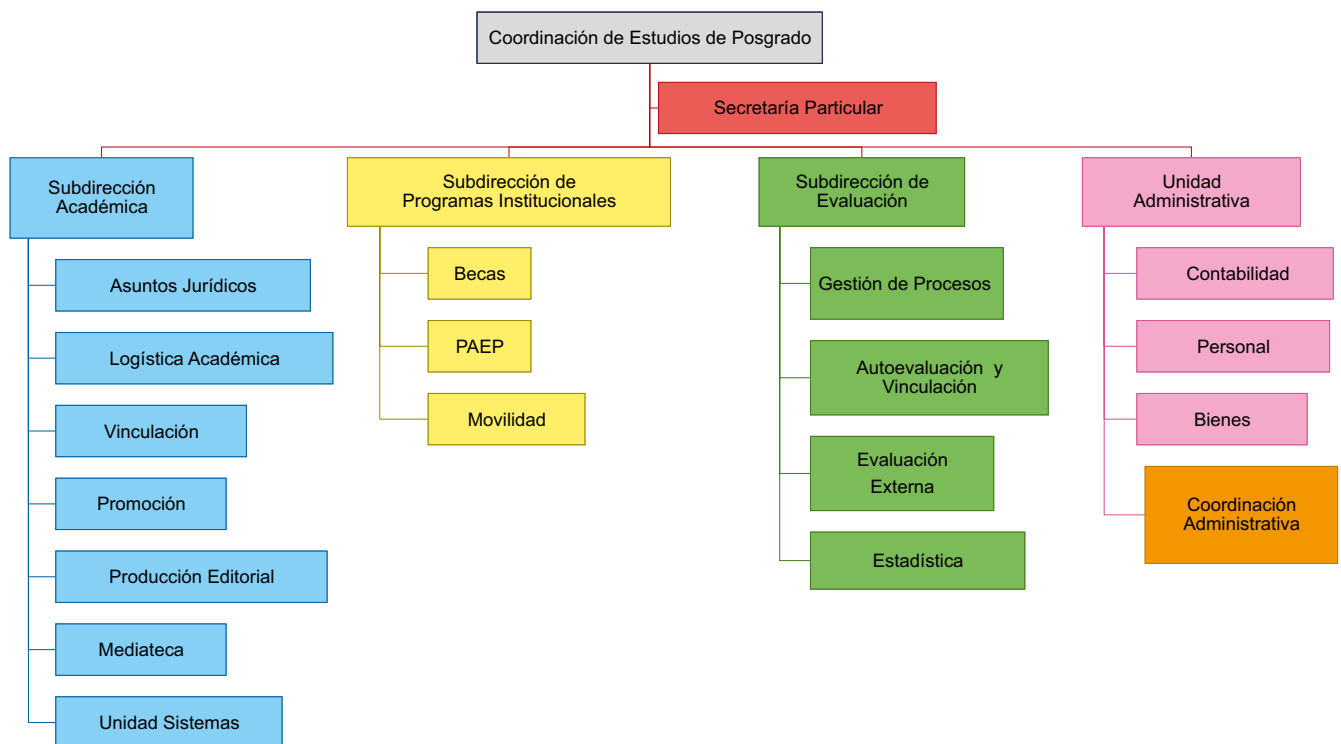 Coordinación de Estudios de Posgrado
Secretaría Particular
Subdirección
Académica
Asuntos Jurídicos
Logística Académica
Vinculación
Promoción
Producción Editorial
Mediateca
Unidad Sistemas
Subdirección de
Programas Institucionales
Becas
PAEP
Movilidad
Subdirección de
Evaluación
Gestión de Procesos
Autoevaluación y
Vinculación
Evaluación
Externa
Estadística
Unidad
Administrativa
Contabilidad
Personal
Bienes
Coordinación
Administrativa